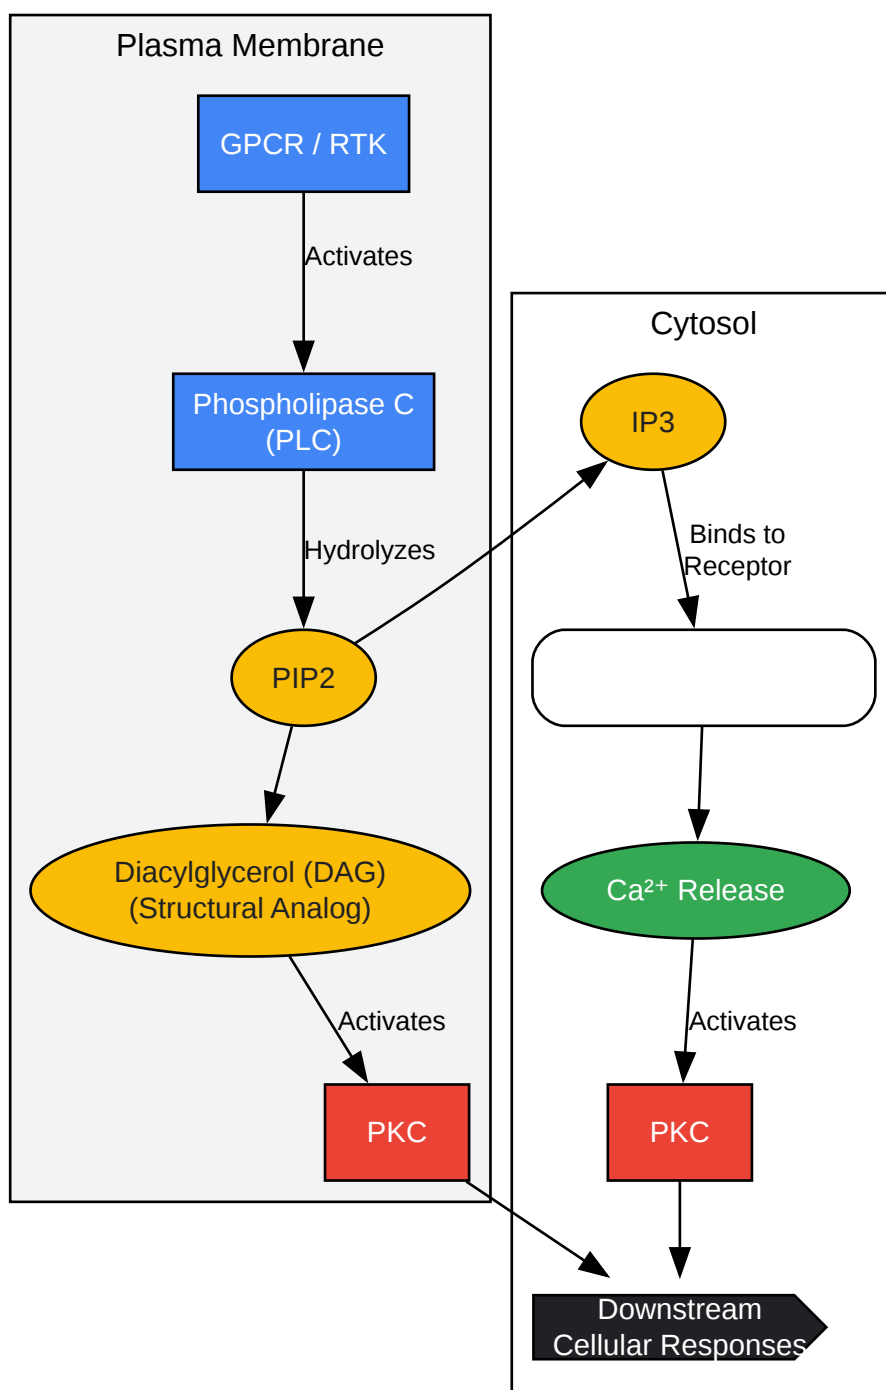 Plasma Membrane
GPCR / RTK
Activates
Phospholipase C
(PLC)
Hydrolyzes
PIP2
Diacylglycerol (DAG)
(Structural Analog)
Activates
PKC
Cytosol
IP3
Binds to
Receptor
Ca²⁺ Release
Activates
PKC
Downstream
Cellular Responses